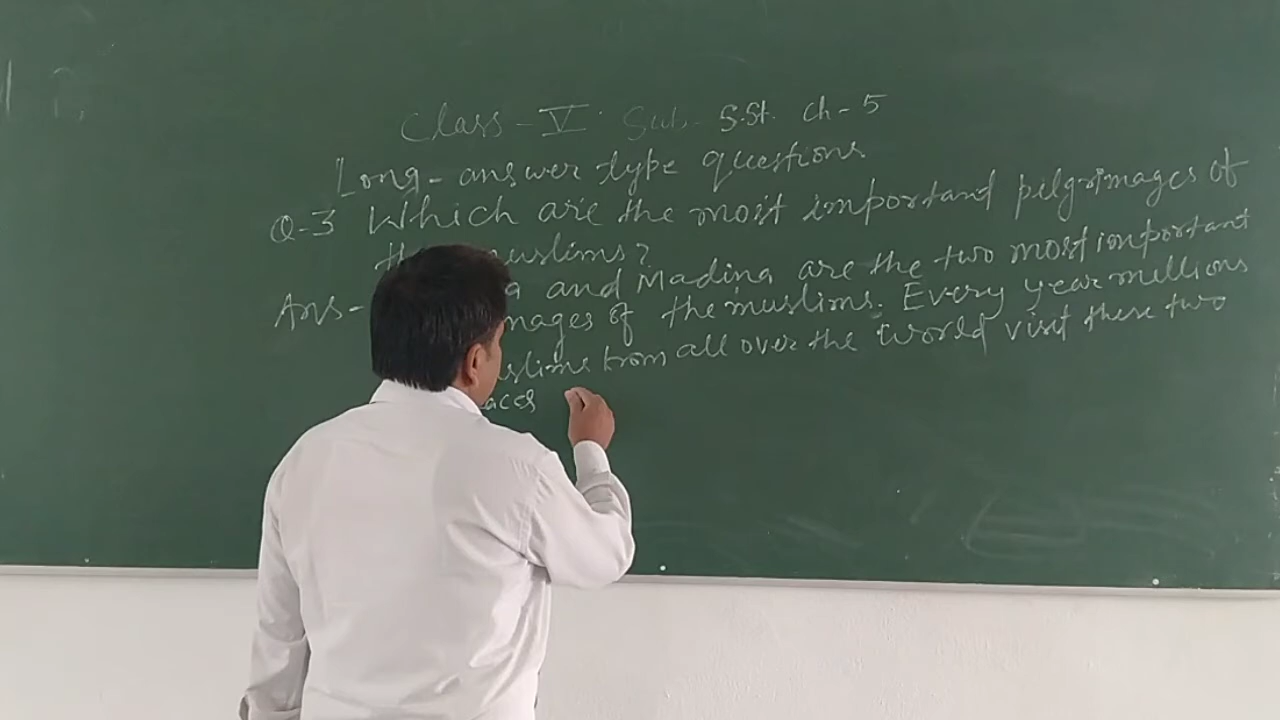 Class - V Sub. S.St. Ch - 5
Long - answer type questions
Q-3 Which are the most important pilgrimages of
muslims?
Ans- and Madina are the two most important
of the muslims. Every year millions
from all over the world visit these two